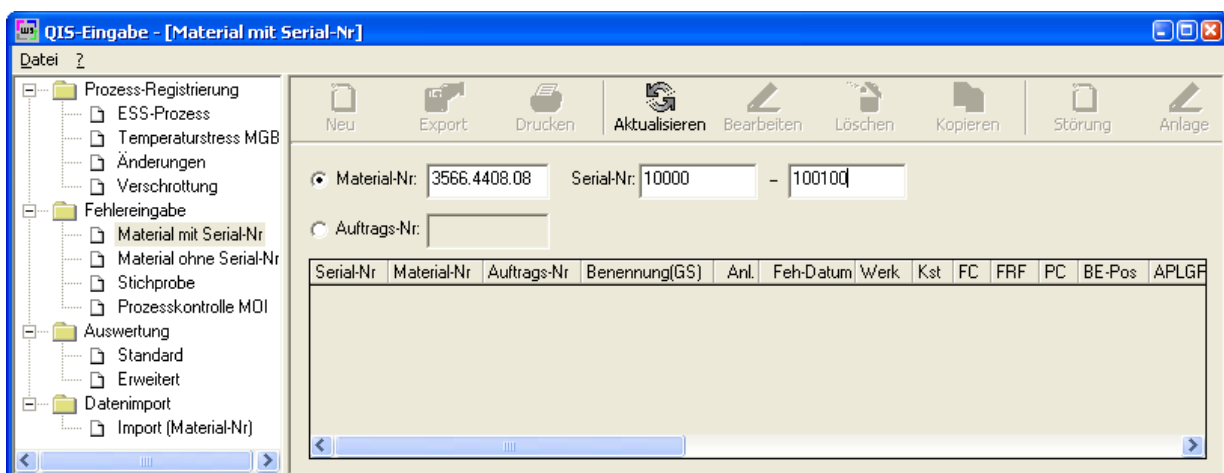 QIS-Eingabe - [Material mit Serial-Nr]
Datei ?
Prozess-Registrierung
ESS-Prozess
Temperaturstress MGB
Änderungen
Verschrottung
Fehlereingabe
Material mit Serial-Nr
Material ohne Serial-Nr
Stichprobe
Prozesskontrolle MOI
Auswertung
Standard
Erweitert
Datenimport
Import (Material-Nr)
Neu Export Drucken Aktualisieren Bearbeiten Löschen Kopieren Störung Anlage
Material-Nr: 3566.4408.08 Serial-Nr: 10000 – 100100
Auftrags-Nr:
Serial-Nr Material-Nr Auftrags-Nr Benennung(GS) Anl. Feh-Datum Werk Kst FC FRF PC BE-Pos APLGF